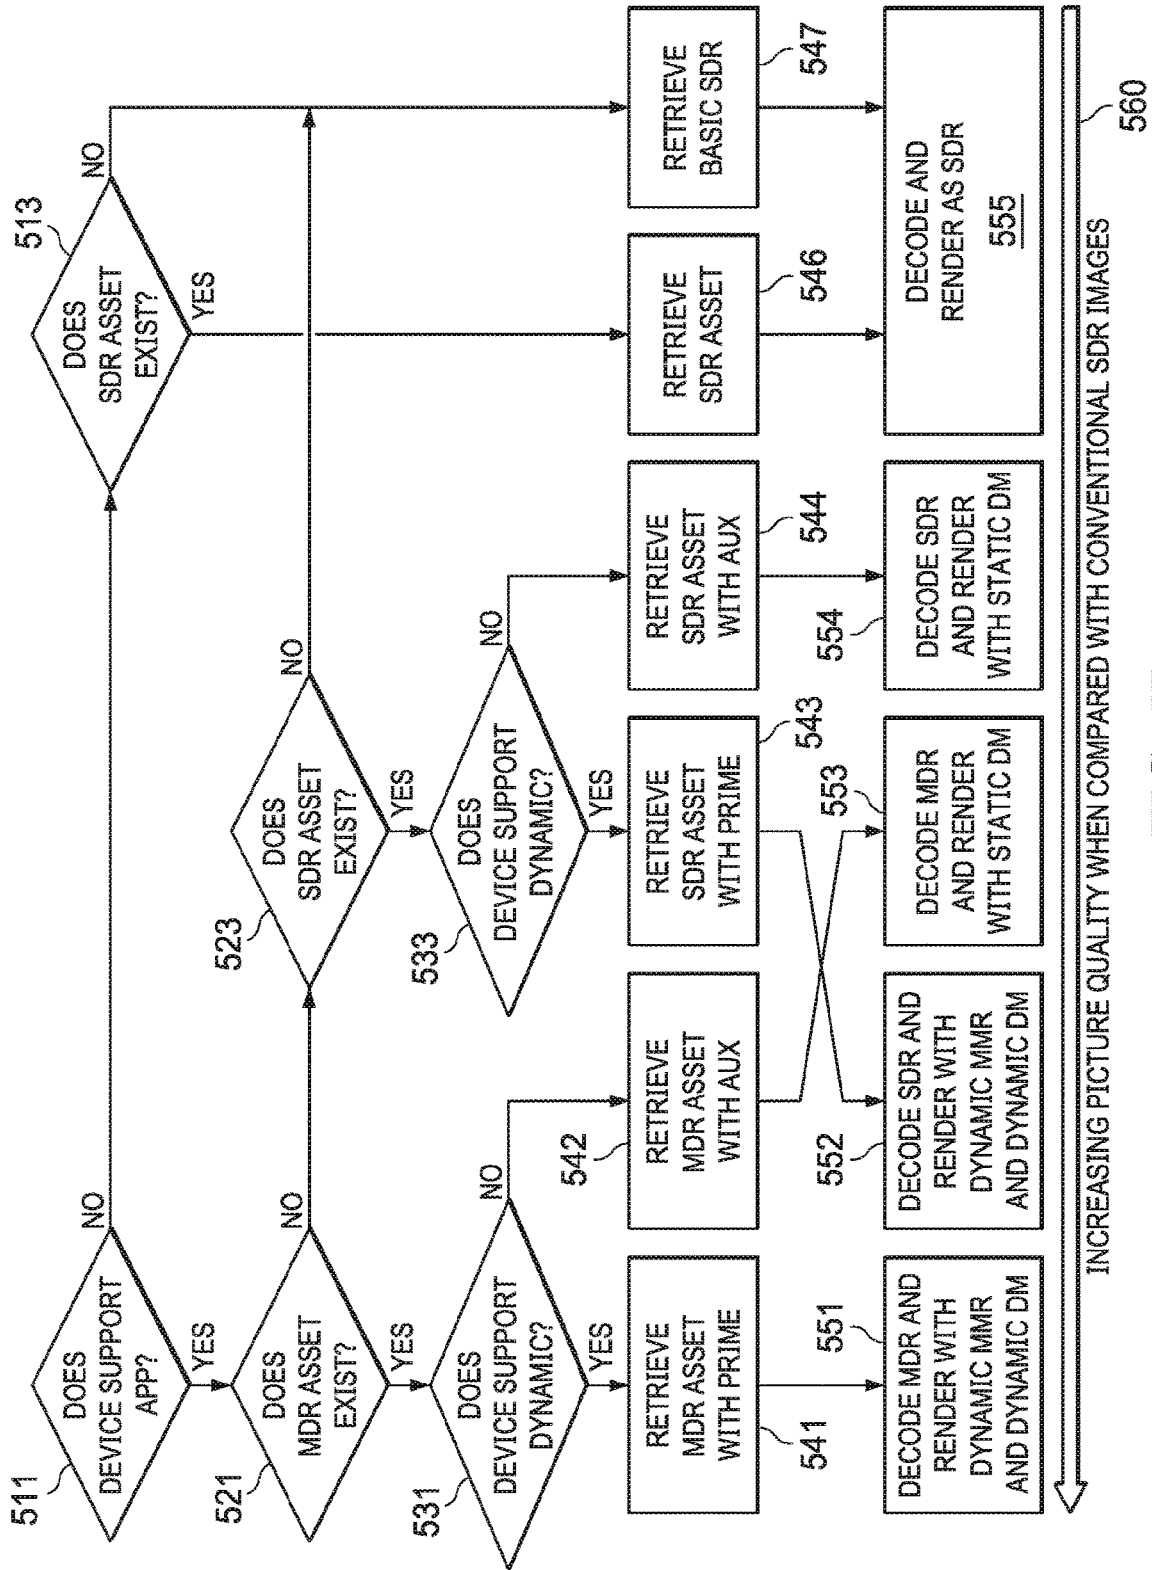 511
DOES
DEVICE SUPPORT
APP?
NO
YES
DOES
SDR ASSET
EXIST?
513
NO
YES
521
DOES
MDR ASSET
EXIST?
NO
YES
523
DOES
SDR ASSET
EXIST?
NO
YES
531
DOES
DEVICE SUPPORT
DYNAMIC?
NO
YES
533
DOES
DEVICE SUPPORT
DYNAMIC?
NO
YES
RETRIEVE
MDR ASSET
WITH PRIME
541
542
RETRIEVE
MDR ASSET
WITH AUX
RETRIEVE
SDR ASSET
WITH PRIME
543
RETRIEVE
SDR ASSET
WITH AUX
544
RETRIEVE
SDR ASSET
546
RETRIEVE
BASIC SDR
547
551
DECODE MDR AND
RENDER WITH
DYNAMIC MMR
AND DYNAMIC DM
552
DECODE SDR AND
RENDER WITH
DYNAMIC MMR
AND DYNAMIC DM
553
DECODE MDR
AND RENDER
WITH STATIC DM
554
DECODE SDR
AND RENDER
WITH STATIC DM
DECODE AND
RENDER AS SDR
555
INCREASING PICTURE QUALITY WHEN COMPARED WITH CONVENTIONAL SDR IMAGES
560